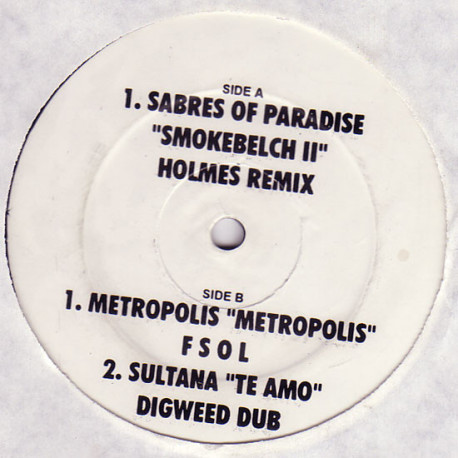 SIDE A
1. SABRES OF PARADISE
"SMOKEBELCH II"
HOLMES REMIX
SIDE B
1. METROPOLIS "METROPOLIS"
F S O L
2. SULTANA "TE AMO"
DIGWEED DUB